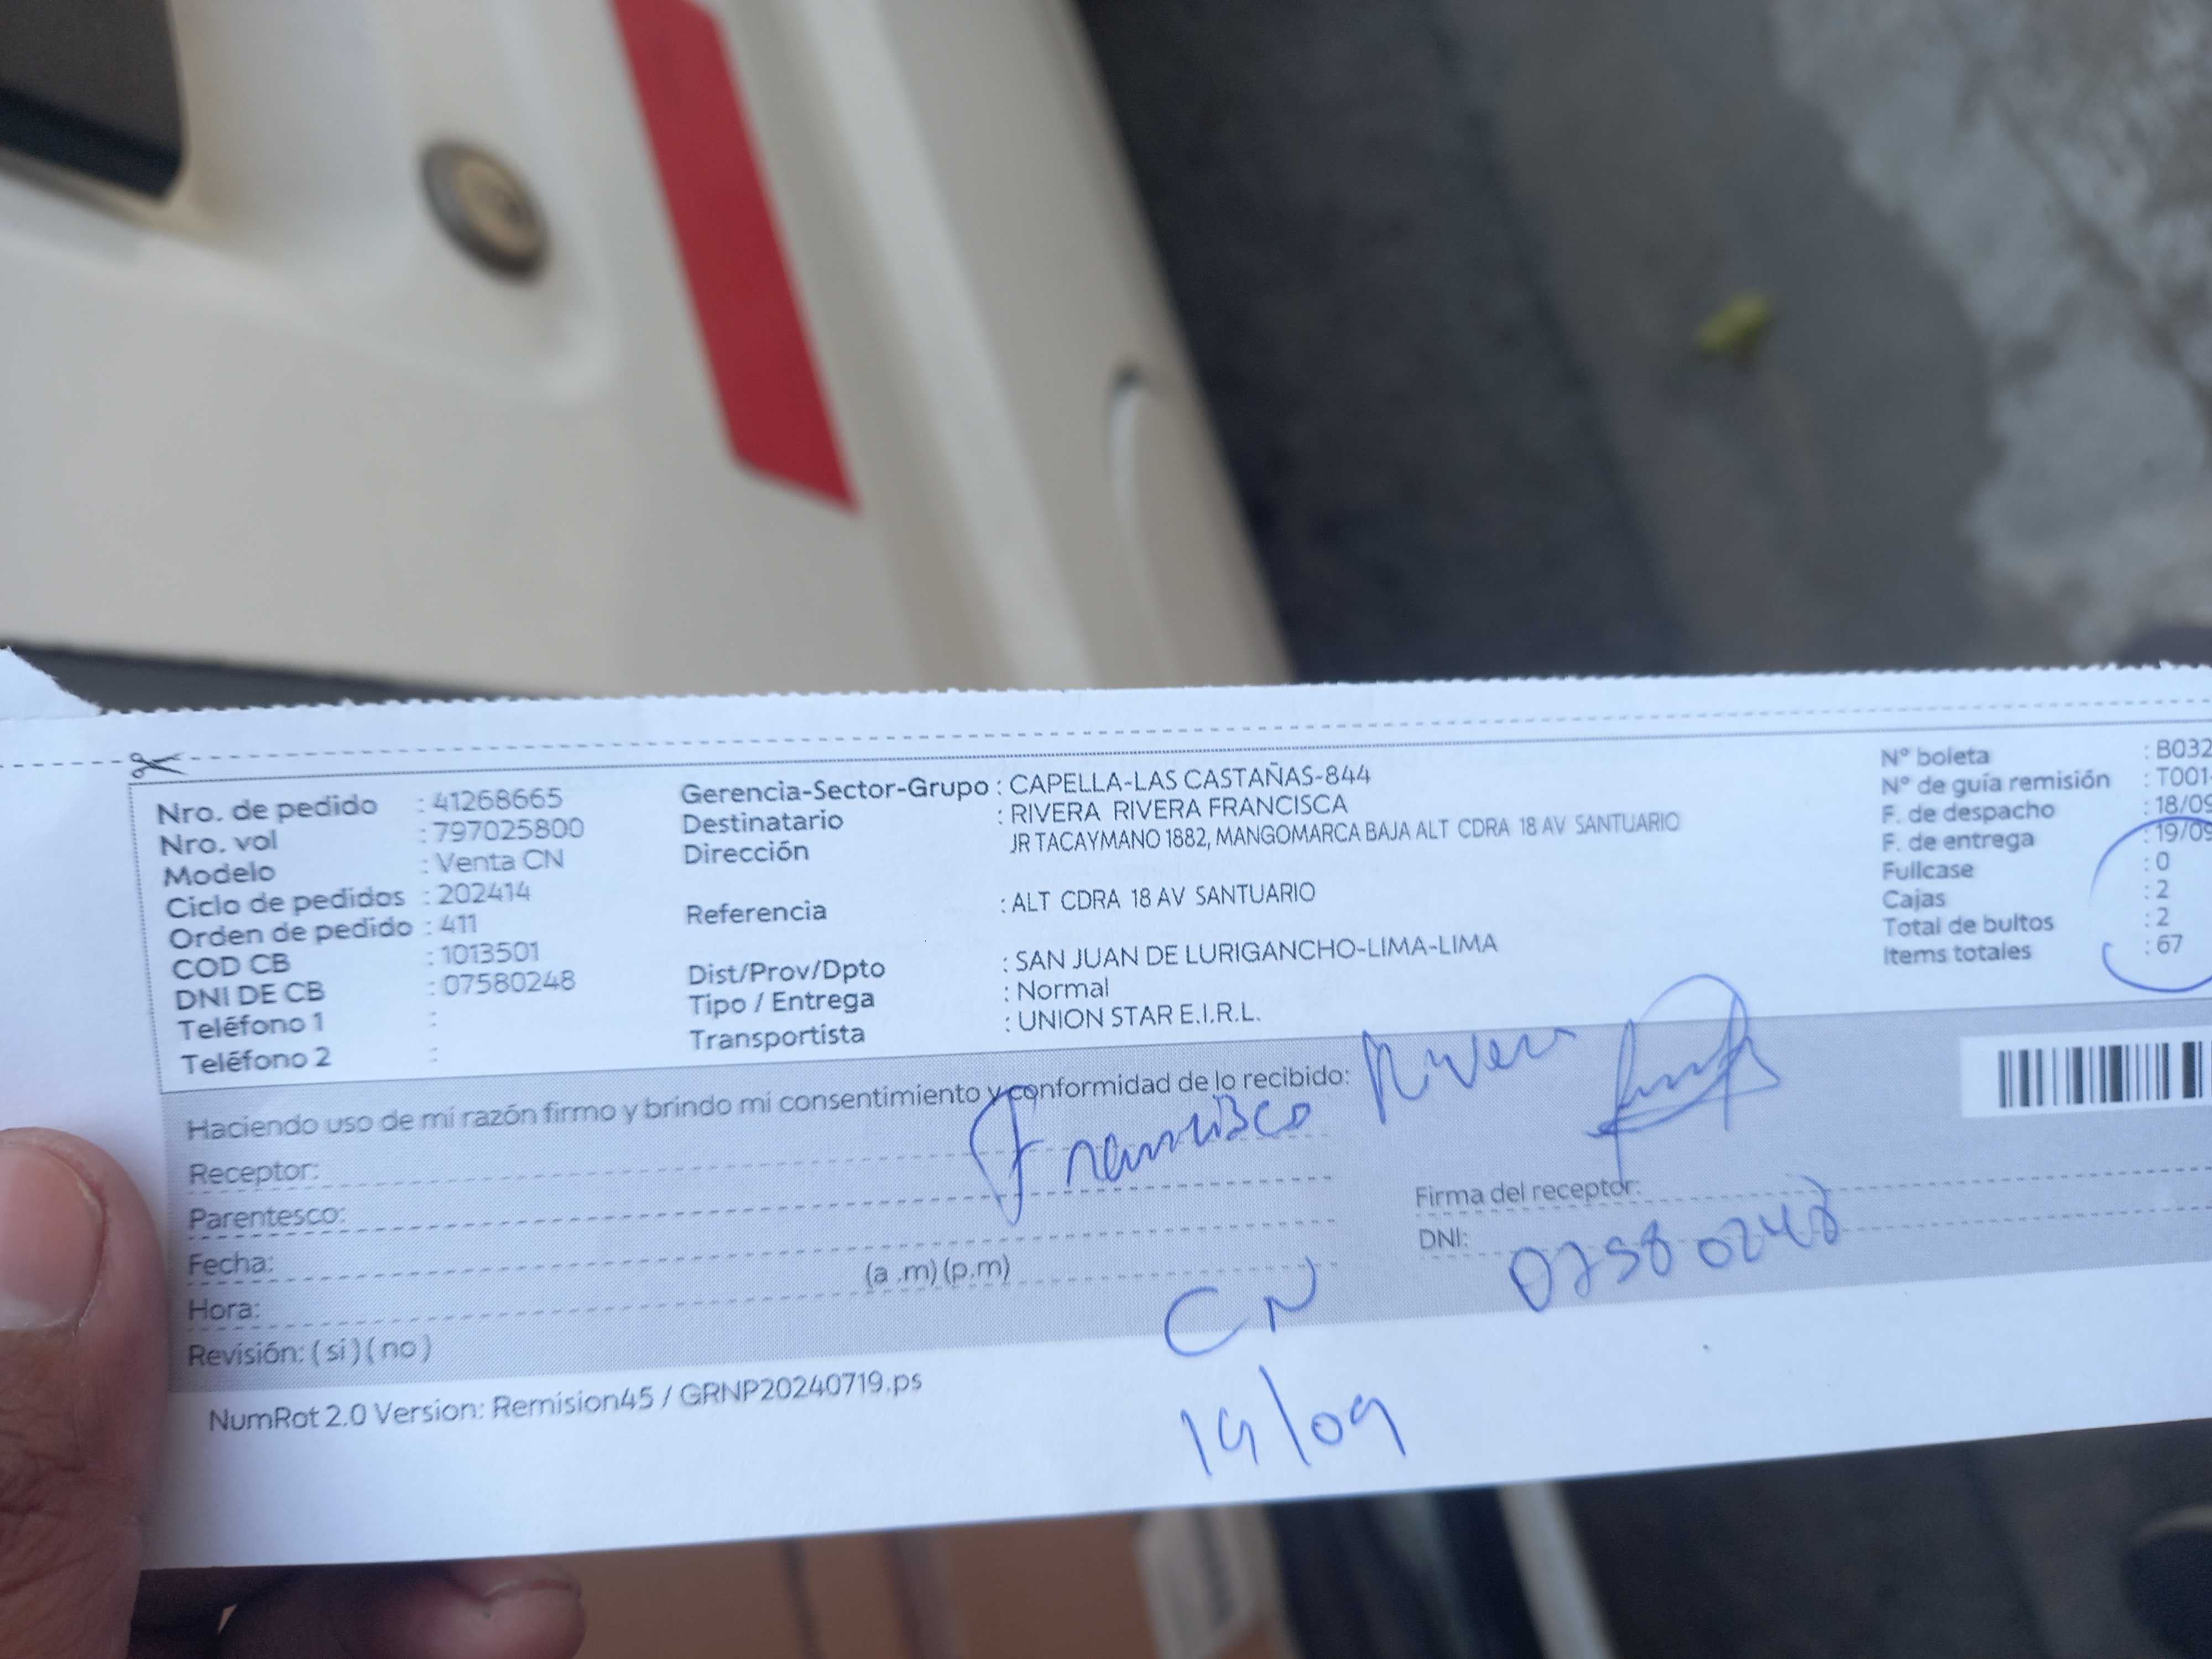 Nro. de pedido : 41268665
Nro. vol : 797025800
Modelo : Venta CN
Ciclo de pedidos : 202414
Orden de pedido : 411
COD CB : 1013501
DNI DE CB : 07580248
Teléfono 1 :
Teléfono 2 :
Gerencia-Sector-Grupo : CAPELLA-LAS CASTAÑAS-844
Destinatario : RIVERA RIVERA FRANCISCA
Dirección JR TACAYMANO 1882, MANGOMARCA BAJA ALT CDRA 18 AV SANTUARIO
Referencia : ALT CDRA 18 AV SANTUARIO
Dist/Prov/Dpto : SAN JUAN DE LURIGANCHO-LIMA-LIMA
Tipo / Entrega : Normal
Transportista : UNION STAR E.I.R.L.
N° boleta : B032
N° de guía remisión : T001-
F. de despacho : 18/09
F. de entrega : 19/09
Fullcase : 0
Cajas : 2
Total de bultos : 2
Items totales : 67
Haciendo uso de mi razón firmo y brindo mi consentimiento y conformidad de lo recibido:
Francisco Rivera
Receptor:
Parentesco:
Fecha:
Hora: (a .m) (p.m)
Revisión: ( si ) ( no )
Firma del receptor:
DNI: 07580248
CN
19/09
NumRot 2.0 Version: Remision45 / GRNP20240719.ps